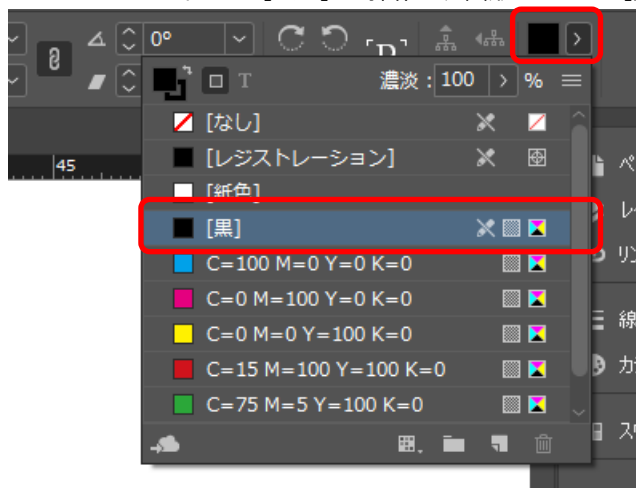 0°
T 濃淡：100 %
[なし]
45
[レジストレーション]
[紙色]
[黒]
C=100 M=0 Y=0 K=0
C=0 M=100 Y=0 K=0
C=0 M=0 Y=100 K=0
C=15 M=100 Y=100 K=0
C=75 M=5 Y=100 K=0
線